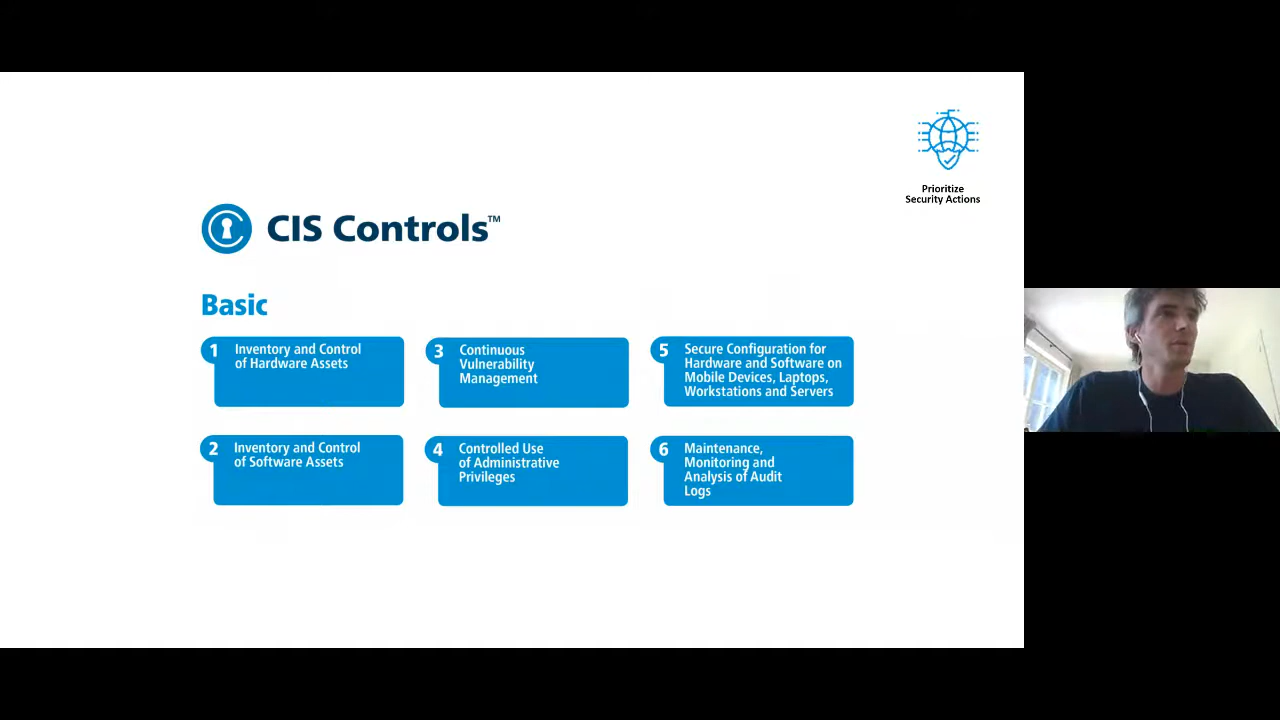 Prioritize
Security Actions
CIS Controls™
Basic
1
Inventory and Control
of Hardware Assets
3
Continuous
Vulnerability
Management
5
Secure Configuration for
Hardware and Software on
Mobile Devices, Laptops,
Workstations and Servers
2
Inventory and Control
of Software Assets
4
Controlled Use
of Administrative
Privileges
6
Maintenance,
Monitoring and
Analysis of Audit
Logs